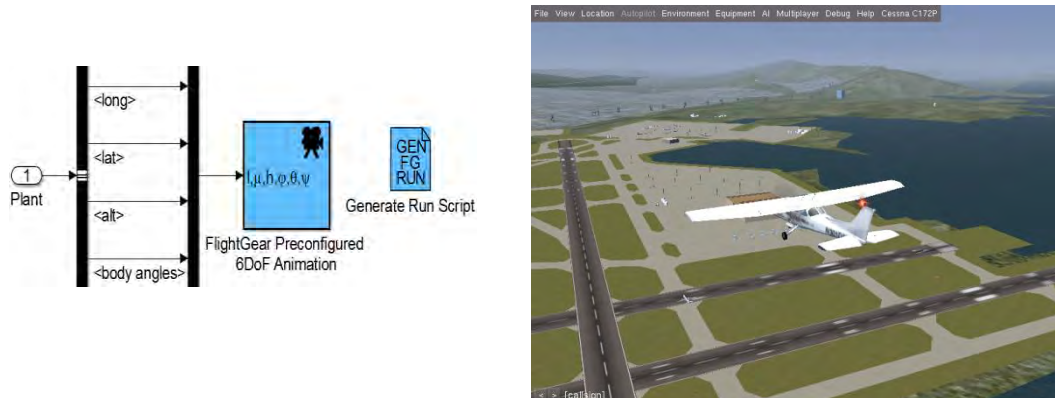 <long>
<lat>
1
Plant
<alt>
<body angles>
l,μ,h,φ,θ,ψ
FlightGear Preconfigured
6DoF Animation
GEN
FG
RUN
Generate Run Script
File View Location Autopilot Environment Equipment AI Multiplayer Debug Help Cessna C172P
< > [callsign]